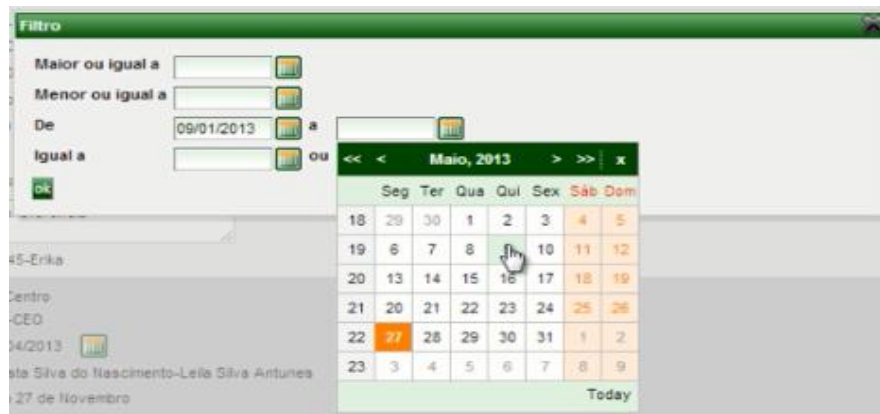 Filtro
Maior ou igual a
Menor ou igual a
De 09/01/2013 a
Igual a ou
ok
<< < Maio, 2013 > >> x
Seg Ter Qua Qui Sex Sáb Dom
18 29 30 1 2 3 4 5
19 6 7 8 10 11 12
20 13 14 15 16 17 18 19
21 20 21 22 23 24 25 26
22 27 28 29 30 31 1 2
23 3 4 5 6 7 8 9
Today
45-Erika
Centro
-CEO
04/2013
Silva do Nascimento-Leila Silva Antunes
27 de Novembro